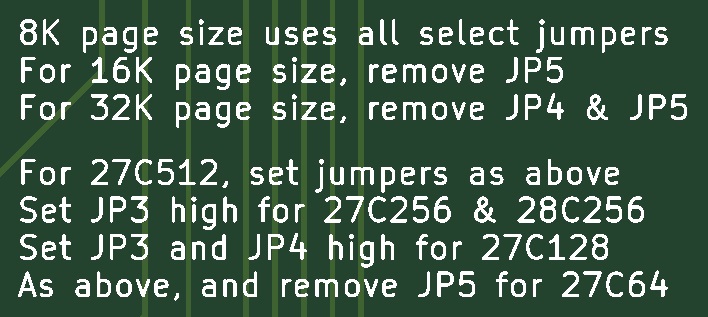 8K page size uses all select jumpers
For 16K page size, remove JP5
For 32K page size, remove JP4 & JP5
For 27C512, set jumpers as above
Set JP3 high for 27C256 & 28C256
Set JP3 and JP4 high for 27C128
As above, and remove JP5 for 27C64